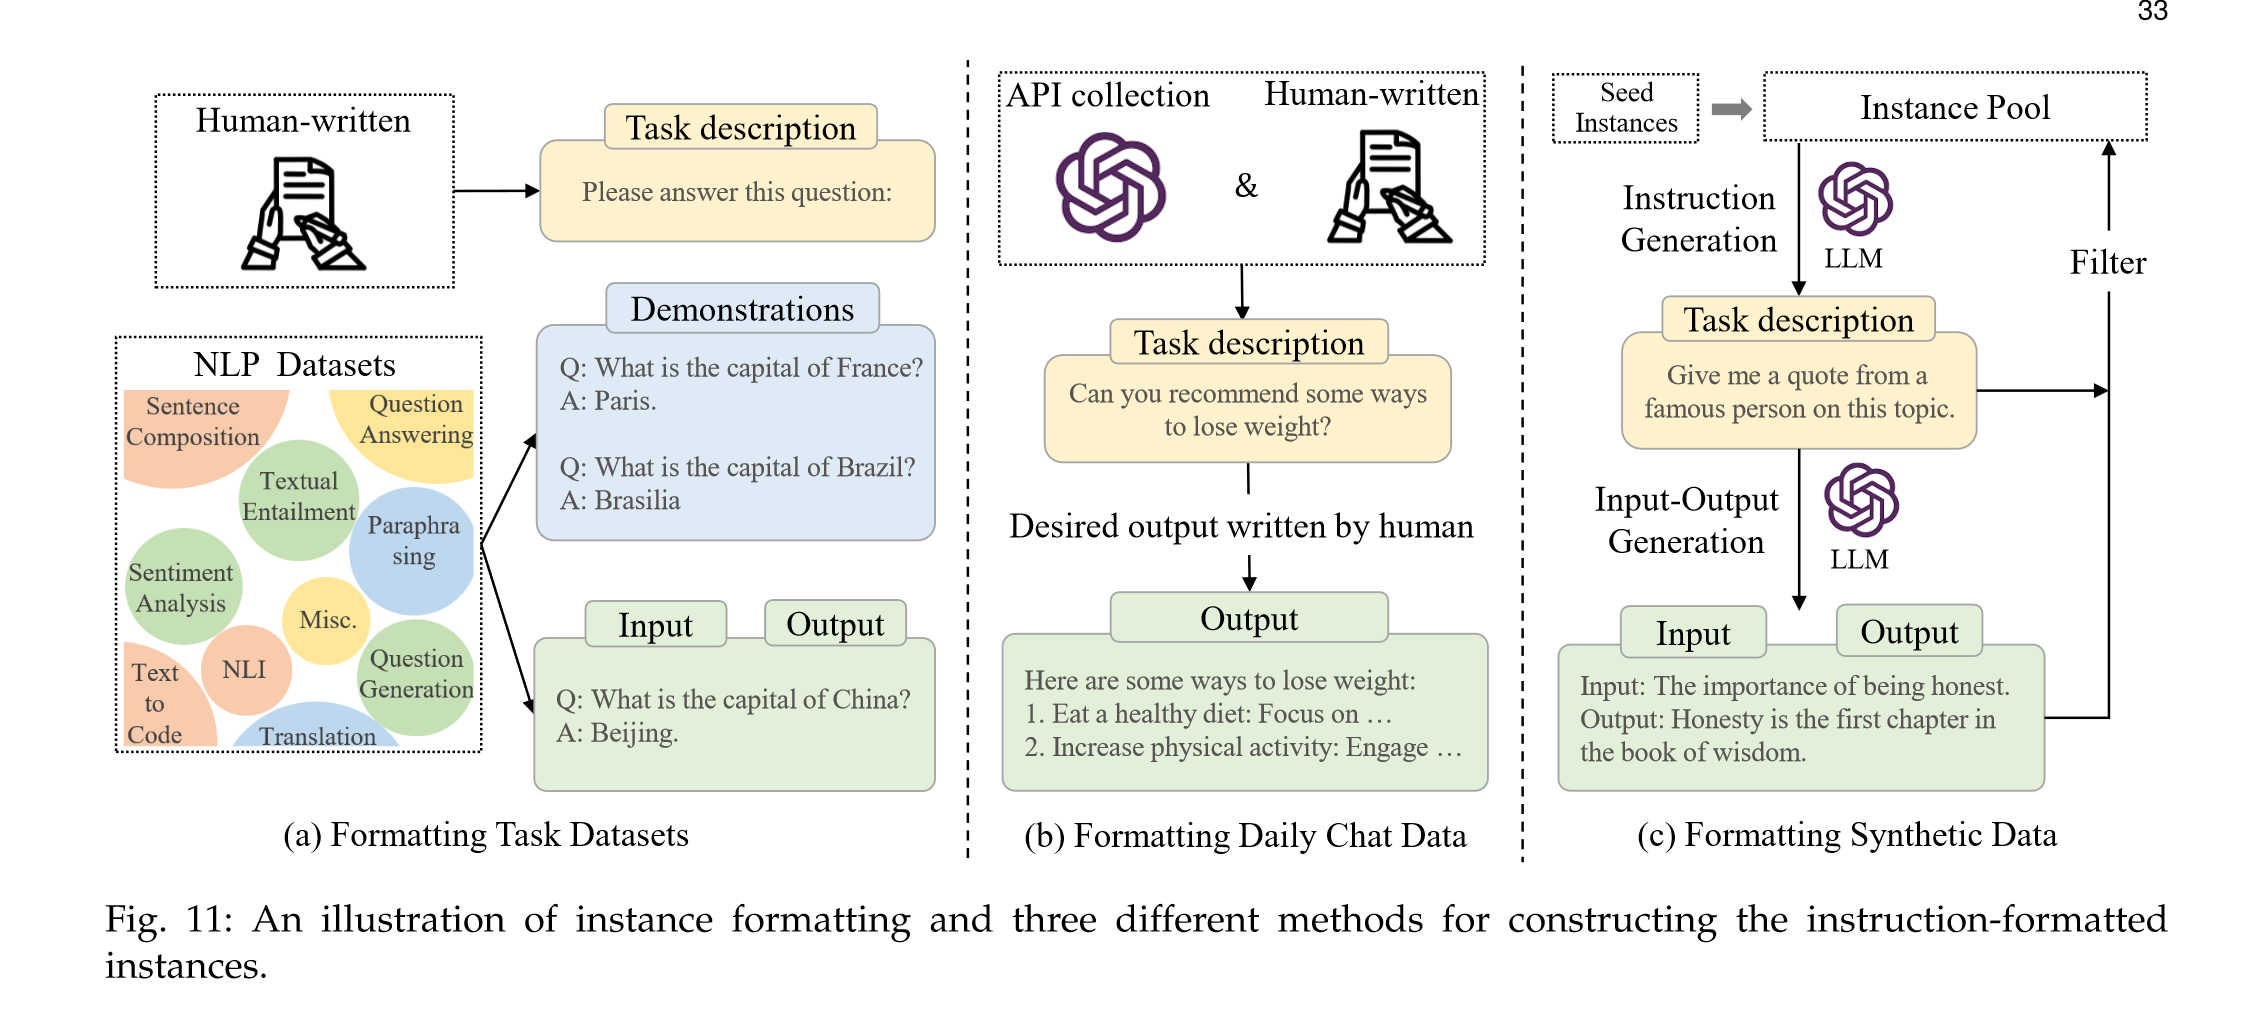 33
Human-written
Task description
Please answer this question:
Demonstrations
Q: What is the capital of France?
A: Paris.
Q: What is the capital of Brazil?
A: Brasilia
NLP Datasets
Sentence
Composition
Question
Answering
Textual
Entailment
Paraphra
sing
Sentiment
Analysis
Misc.
NLI
Question
Generation
Text
to
Code
Translation
Input
Output
Q: What is the capital of China?
A: Beijing.
(a) Formatting Task Datasets
API collection
&
Human-written
Task description
Can you recommend some ways
to lose weight?
Desired output written by human
Output
Here are some ways to lose weight:
1. Eat a healthy diet: Focus on …
2. Increase physical activity: Engage …
(b) Formatting Daily Chat Data
Seed
Instances
Instance Pool
Instruction
Generation
LLM
Filter
Task description
Give me a quote from a
famous person on this topic.
Input-Output
Generation
LLM
Input
Output
Input: The importance of being honest.
Output: Honesty is the first chapter in
the book of wisdom.
(c) Formatting Synthetic Data
Fig. 11: An illustration of instance formatting and three different methods for constructing the instruction-formatted
instances.